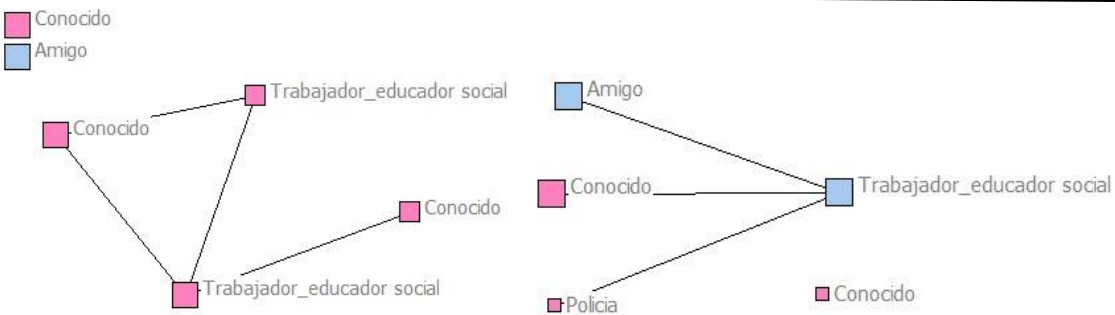 Conocido
Amigo
Trabajador_educador social
Conocido
Conocido
Trabajador_educador social
Amigo
Conocido
Trabajador_educador social
Policia
Conocido